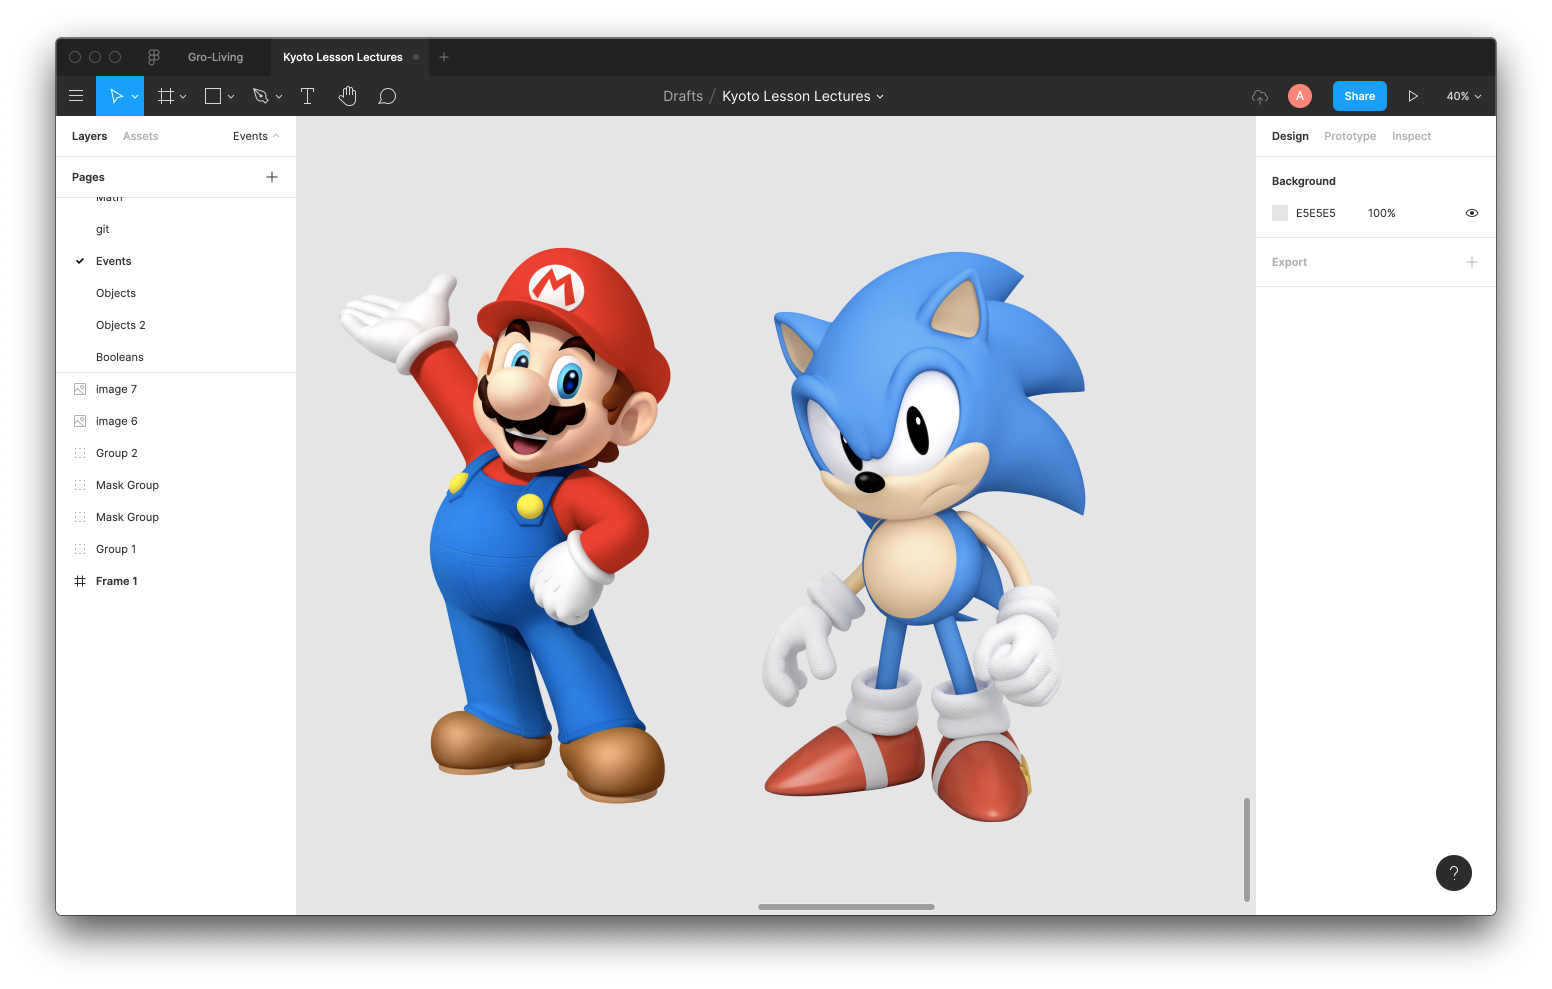 Gro-Living
Kyoto Lesson Lectures
Drafts / Kyoto Lesson Lectures
A
Share
40%
Layers
Assets
Events
Pages
Math
git
Events
Objects
Objects 2
Booleans
image 7
image 6
Group 2
Mask Group
Mask Group
Group 1
Frame 1
M
Design
Prototype
Inspect
Background
E5E5E5
100%
Export
?